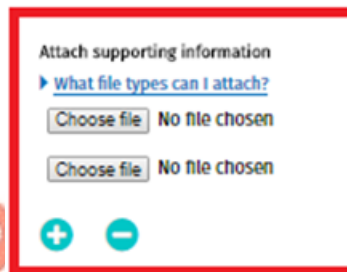 Attach supporting information
What file types can I attach?
Choose file No file chosen
Choose file No file chosen